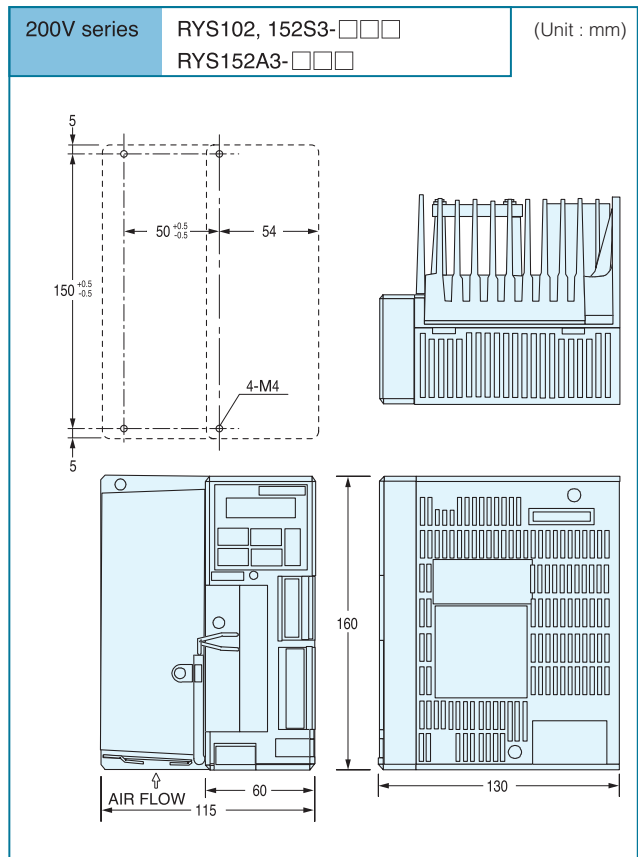 200V series
RYS102, 152S3-□□□
RYS152A3-□□□
(Unit : mm)
5
50 +0.5 -0.5
54
150 +0.5 -0.5
4-M4
5
160
AIR FLOW
60
115
130